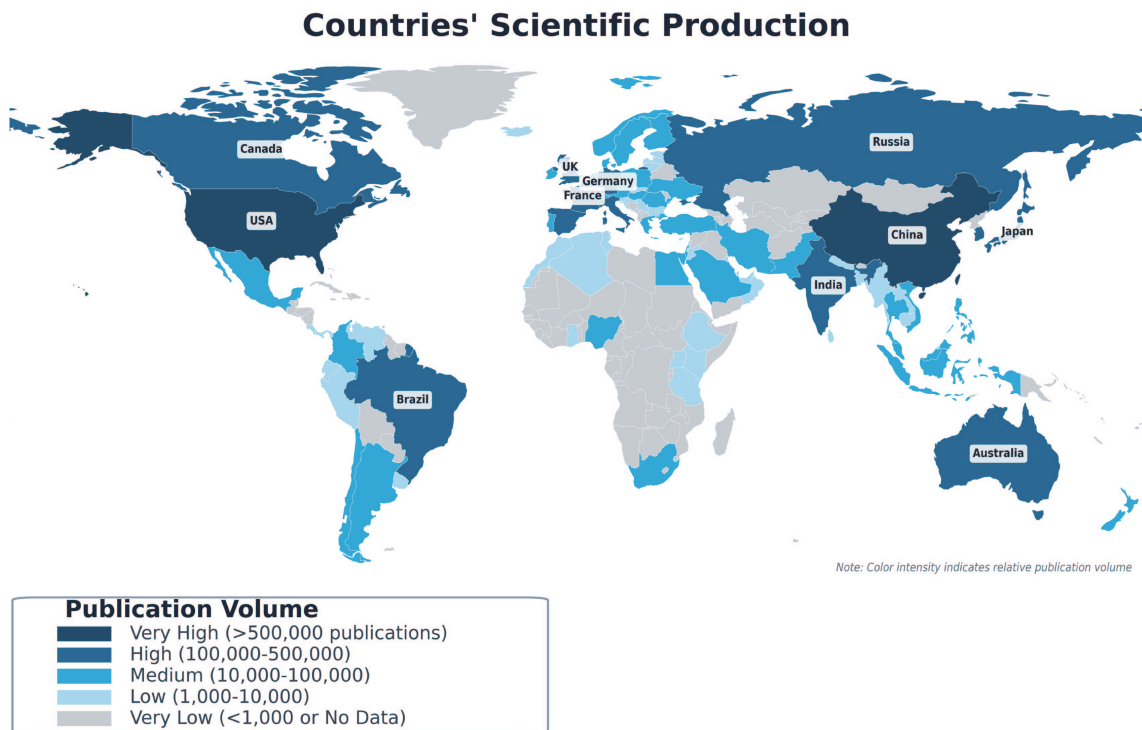 Countries' Scientific Production
Canada
Russia
UK
Germany
France
USA
China
Japan
India
Brazil
Australia
Note: Color intensity indicates relative publication volume
Publication Volume
Very High (>500,000 publications)
High (100,000-500,000)
Medium (10,000-100,000)
Low (1,000-10,000)
Very Low (<1,000 or No Data)